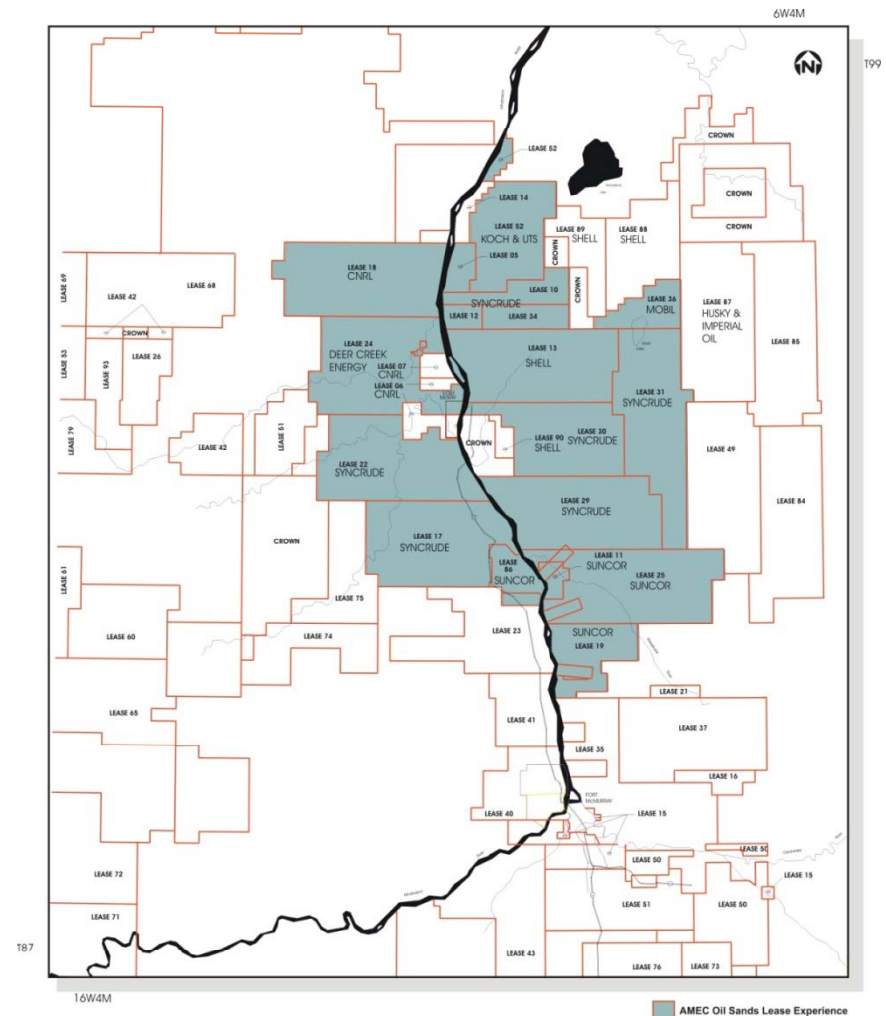 6W4M
T99
N
CROWN
LEASE 52
CROWN
LEASE 14
CROWN
LEASE 52
KOCH & UTS
LEASE 89
SHELL
LEASE 88
SHELL
CROWN
LEASE 69
LEASE 68
LEASE 18
CNRL
LEASE 05
LEASE 42
LEASE 10
CROWN
LEASE 36
MOBIL
LEASE 87
HUSKY &
IMPERIAL
OIL
SYNCRUDE
LEASE 12
LEASE 34
CROWN
LEASE 85
LEASE 53
LEASE 93
LEASE 26
LEASE 24
DEER CREEK
ENERGY
LEASE 13
SHELL
LEASE 07
CNRL
LEASE 06
CNRL
LEASE 31
SYNCRUDE
FORT
McKAY
LEASE 79
LEASE 42
LEASE 51
CROWN
LEASE 30
SYNCRUDE
LEASE 90
SHELL
LEASE 49
LEASE 22
SYNCRUDE
LEASE 29
SYNCRUDE
LEASE 84
CROWN
LEASE 17
SYNCRUDE
LEASE
86
SUNCOR
LEASE 11
SUNCOR
LEASE 25
SUNCOR
LEASE 61
LEASE 75
LEASE 60
LEASE 74
LEASE 23
SUNCOR
LEASE 19
LEASE 21
LEASE 65
LEASE 41
LEASE 37
LEASE 35
LEASE 16
FORT
McMURRAY
LEASE 40
LEASE 15
LEASE 50
LEASE 50
LEASE 15
LEASE 72
LEASE 51
LEASE 50
LEASE 71
T87
LEASE 43
LEASE 76
LEASE 73
16W4M
AMEC Oil Sands Lease Experience